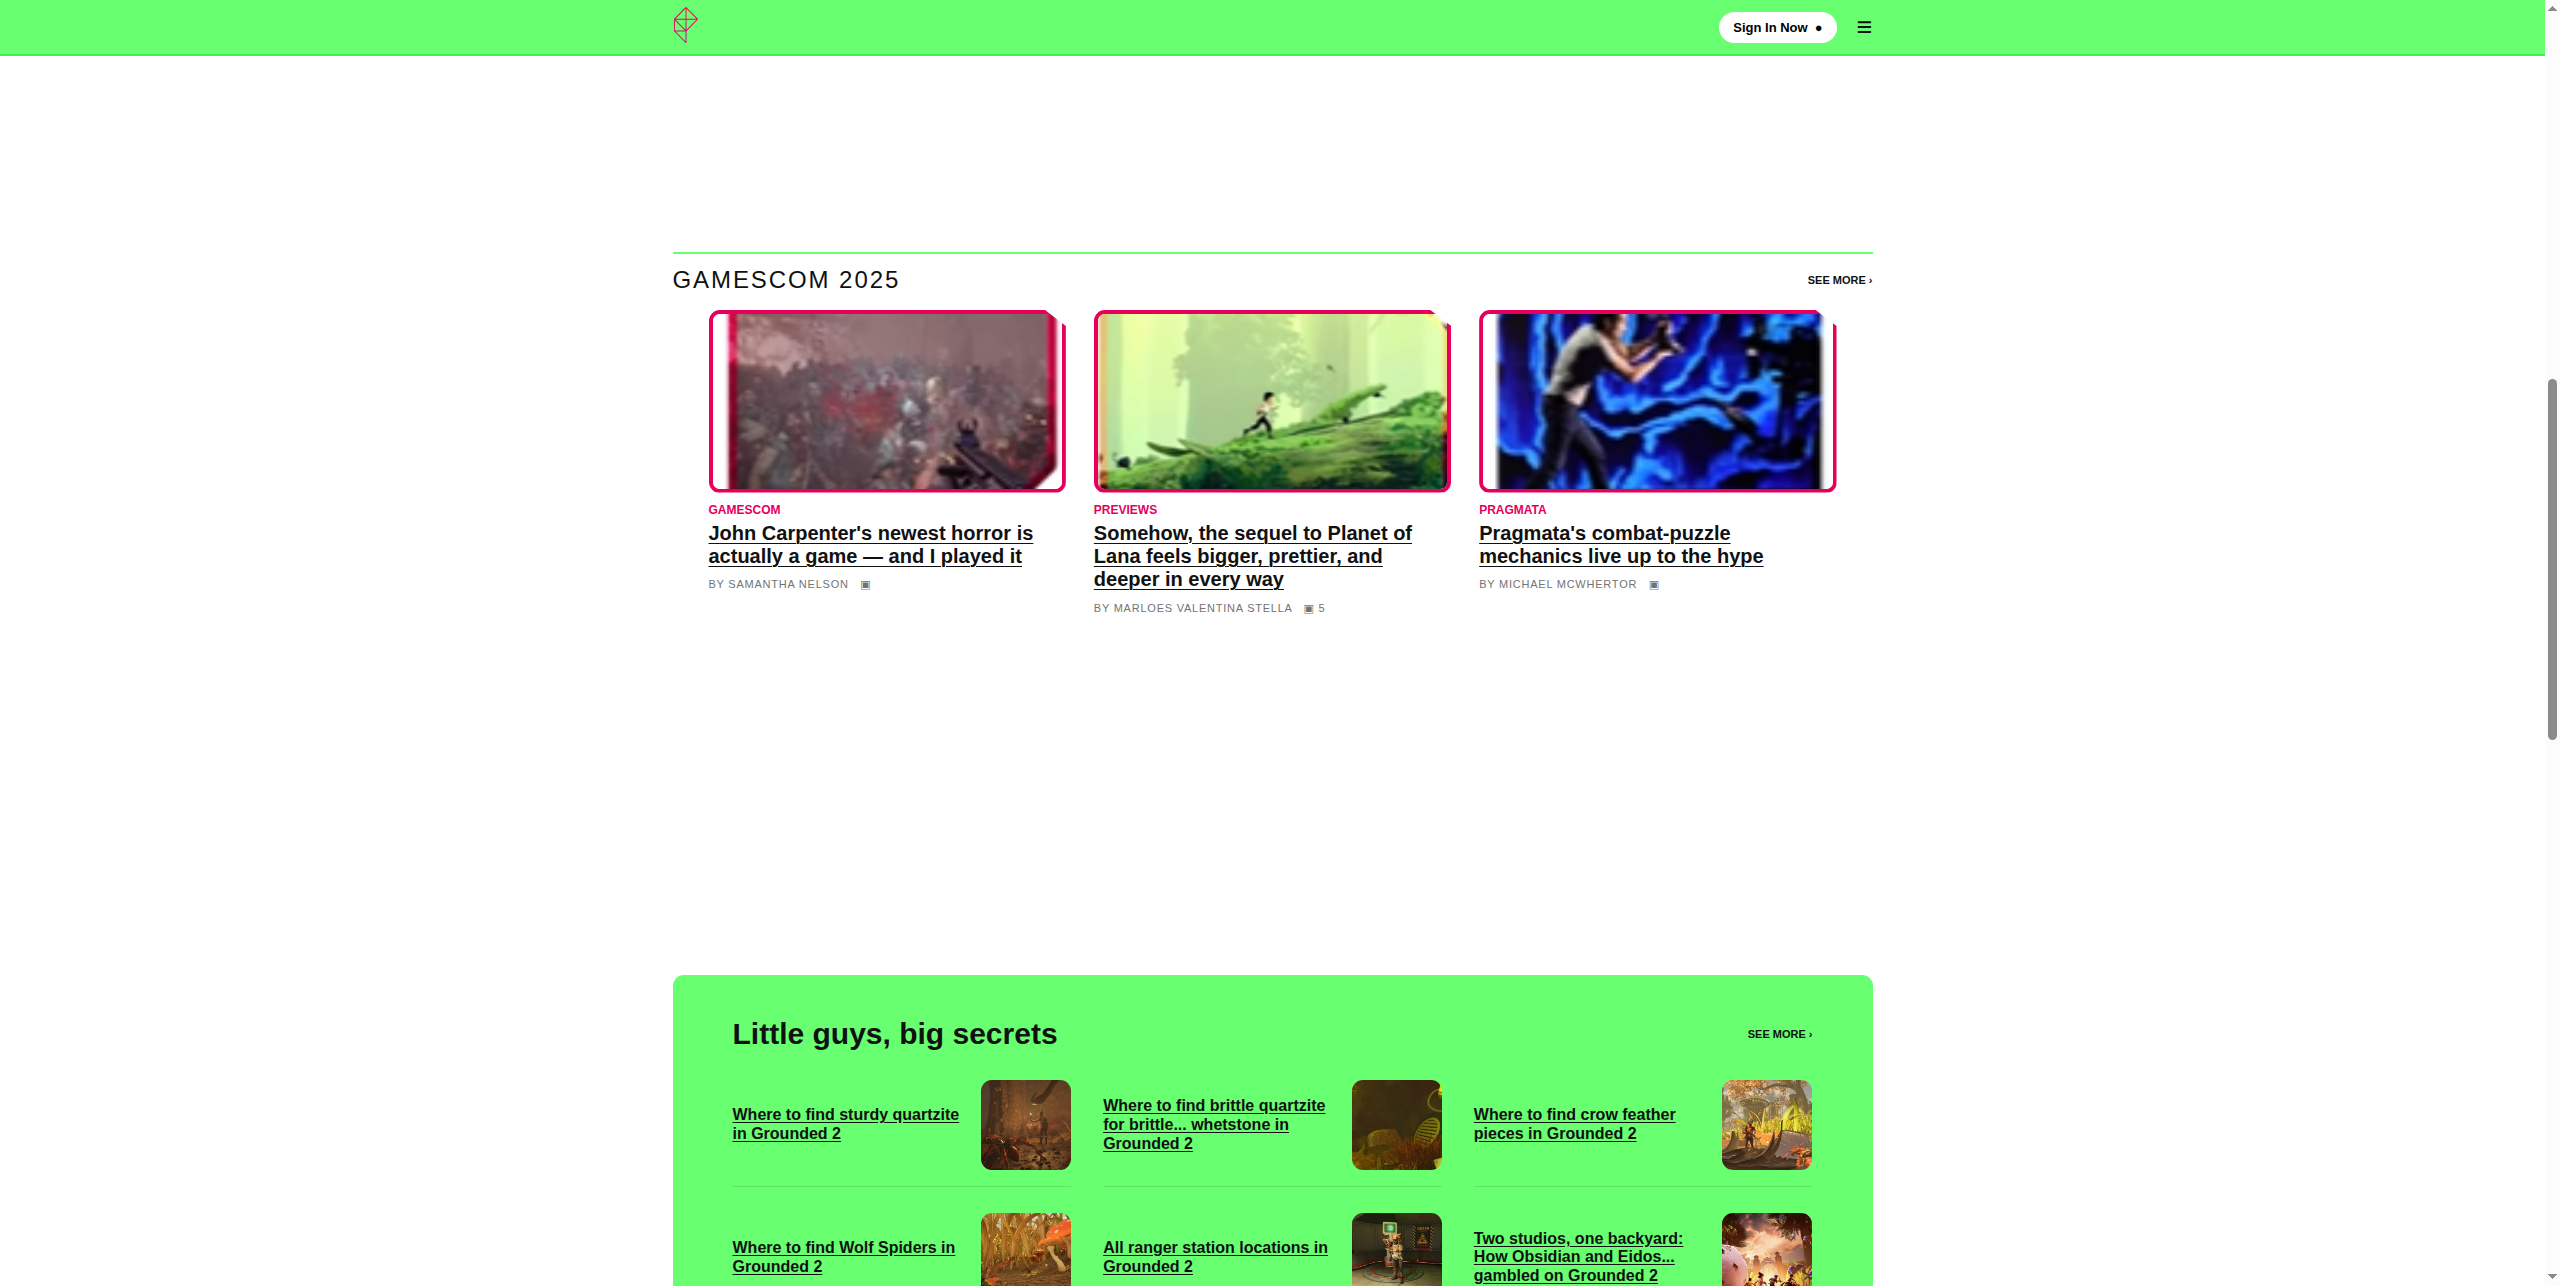 Sign In Now
GAMESCOM 2025
SEE MORE ›
GAMESCOM
John Carpenter's newest horror is
actually a game — and I played it
BY SAMANTHA NELSON
PREVIEWS
Somehow, the sequel to Planet of
Lana feels bigger, prettier, and
deeper in every way
BY MARLOES VALENTINA STELLA 5
PRAGMATA
Pragmata's combat-puzzle
mechanics live up to the hype
BY MICHAEL MCWHERTOR
Little guys, big secrets
SEE MORE ›
Where to find sturdy quartzite
in Grounded 2
Where to find brittle quartzite
for brittle... whetstone in
Grounded 2
Where to find crow feather
pieces in Grounded 2
Where to find Wolf Spiders in
Grounded 2
All ranger station locations in
Grounded 2
Two studios, one backyard:
How Obsidian and Eidos...
gambled on Grounded 2